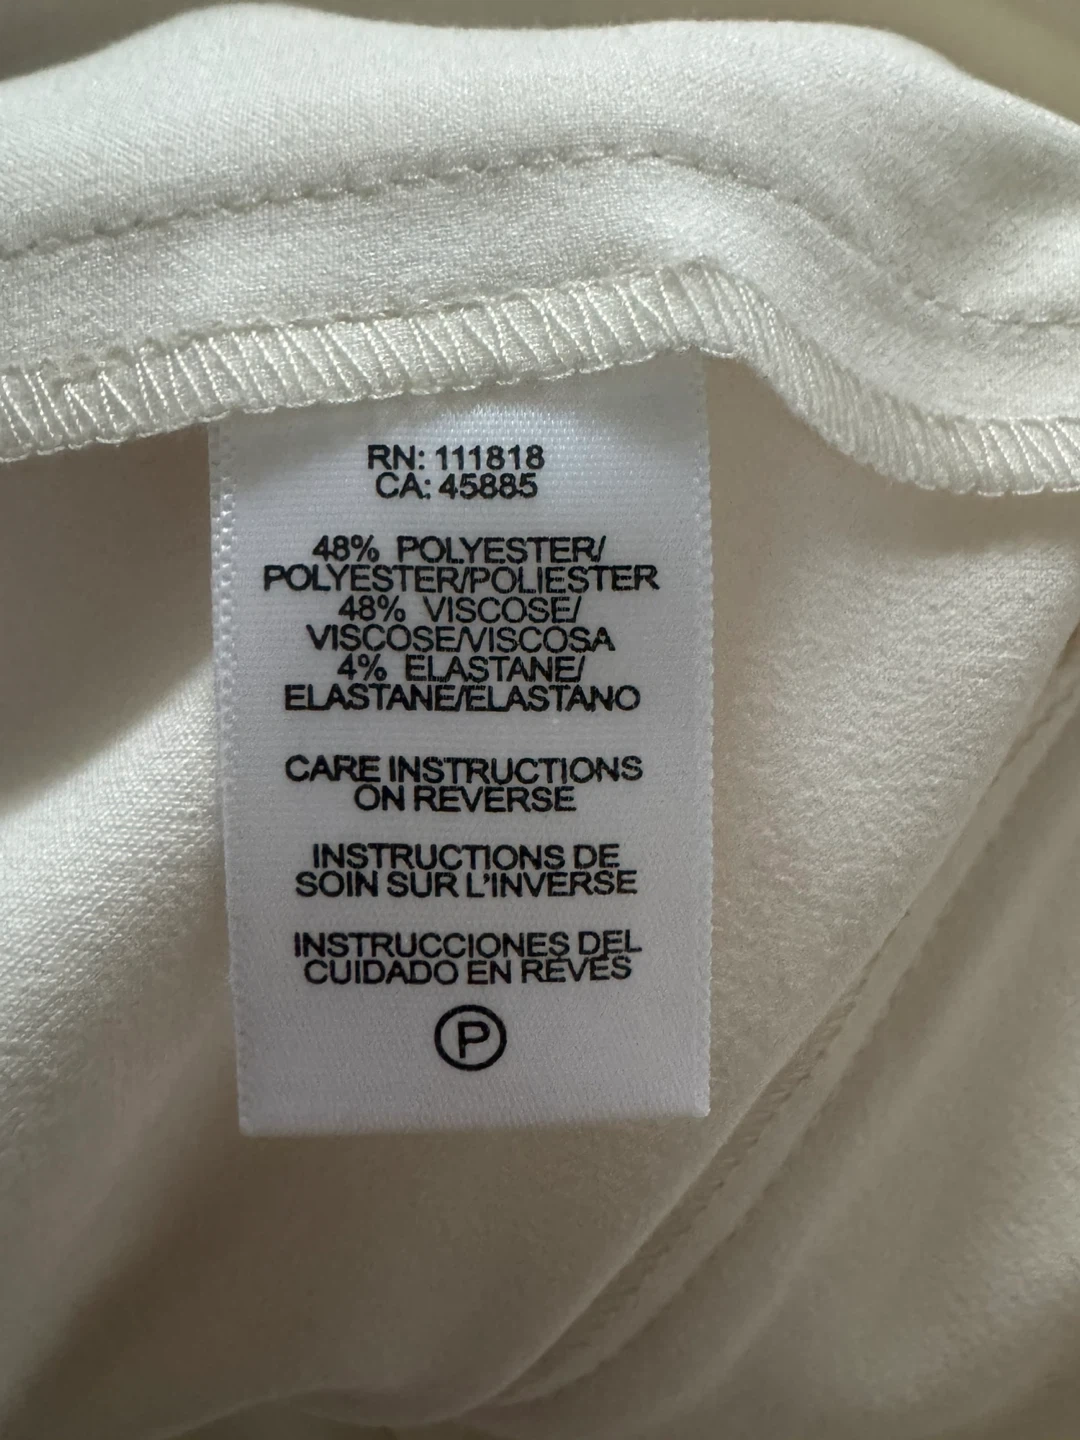 RN: 111818
CA: 45885
48% POLYESTER/
POLYESTER/POLIESTER
48% VISCOSE/
VISCOSE/VISCOSA
4% ELASTANE/
ELASTANE/ELASTANO
CARE INSTRUCTIONS
ON REVERSE
INSTRUCTIONS DE
SOIN SUR L'INVERSE
INSTRUCCIONES DEL
CUIDADO EN REVÉS
P